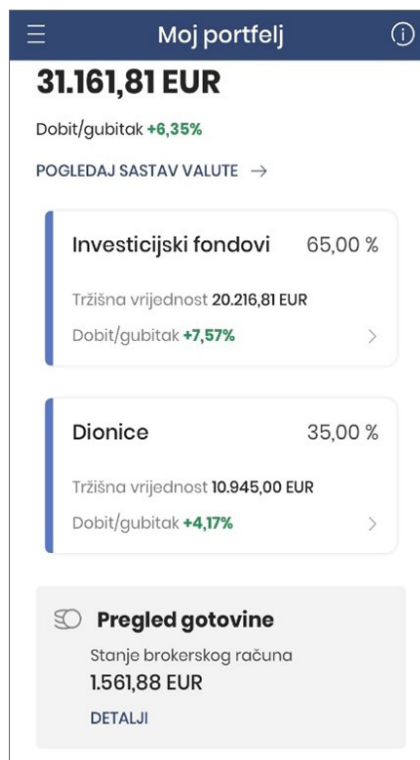 Moj portfelj
31.161,81 EUR
Dobit/gubitak +6,35%
POGLEDAJ SASTAV VALUTE →
Investicijski fondovi 65,00 %
Tržišna vrijednost 20.216,81 EUR
Dobit/gubitak +7,57%
Dionice 35,00 %
Tržišna vrijednost 10.945,00 EUR
Dobit/gubitak +4,17%
Pregled gotovine
Stanje brokerskog računa
1.561,88 EUR
DETALJI